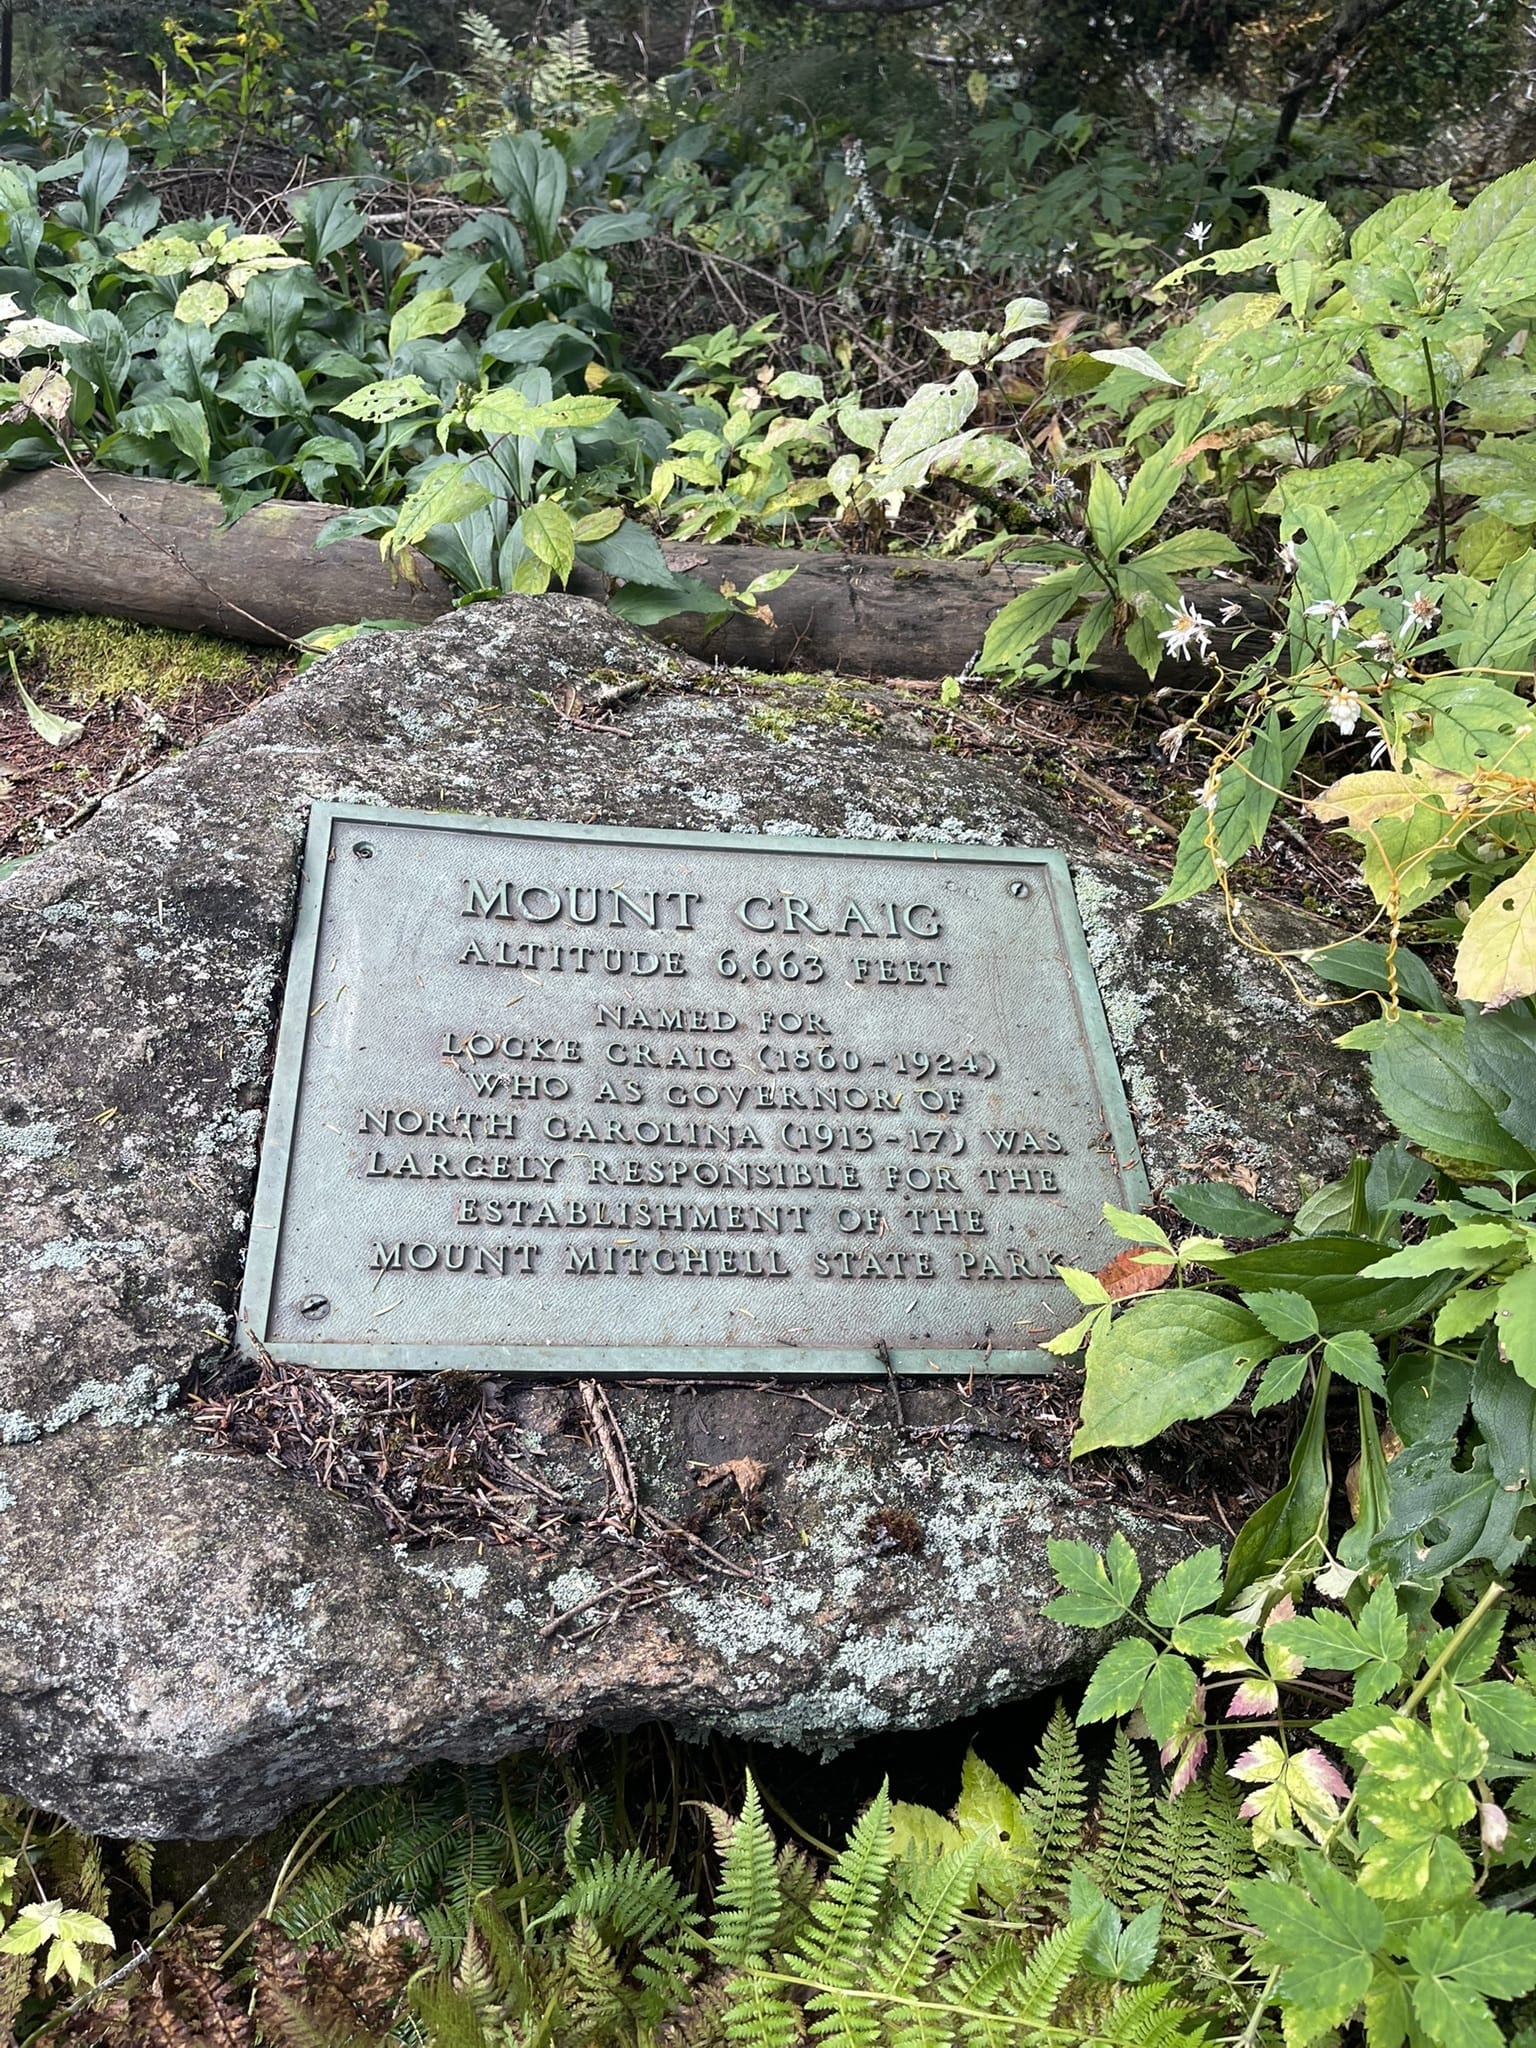 MOUNT CRAIG
ALTITUDE 6,663 FEET
NAMED FOR
LOCKE CRAIG (1860-1924)
WHO AS GOVERNOR OF
NORTH CAROLINA (1913-17) WAS
LARGELY RESPONSIBLE FOR THE
ESTABLISHMENT OF THE
MOUNT MITCHELL STATE PARK